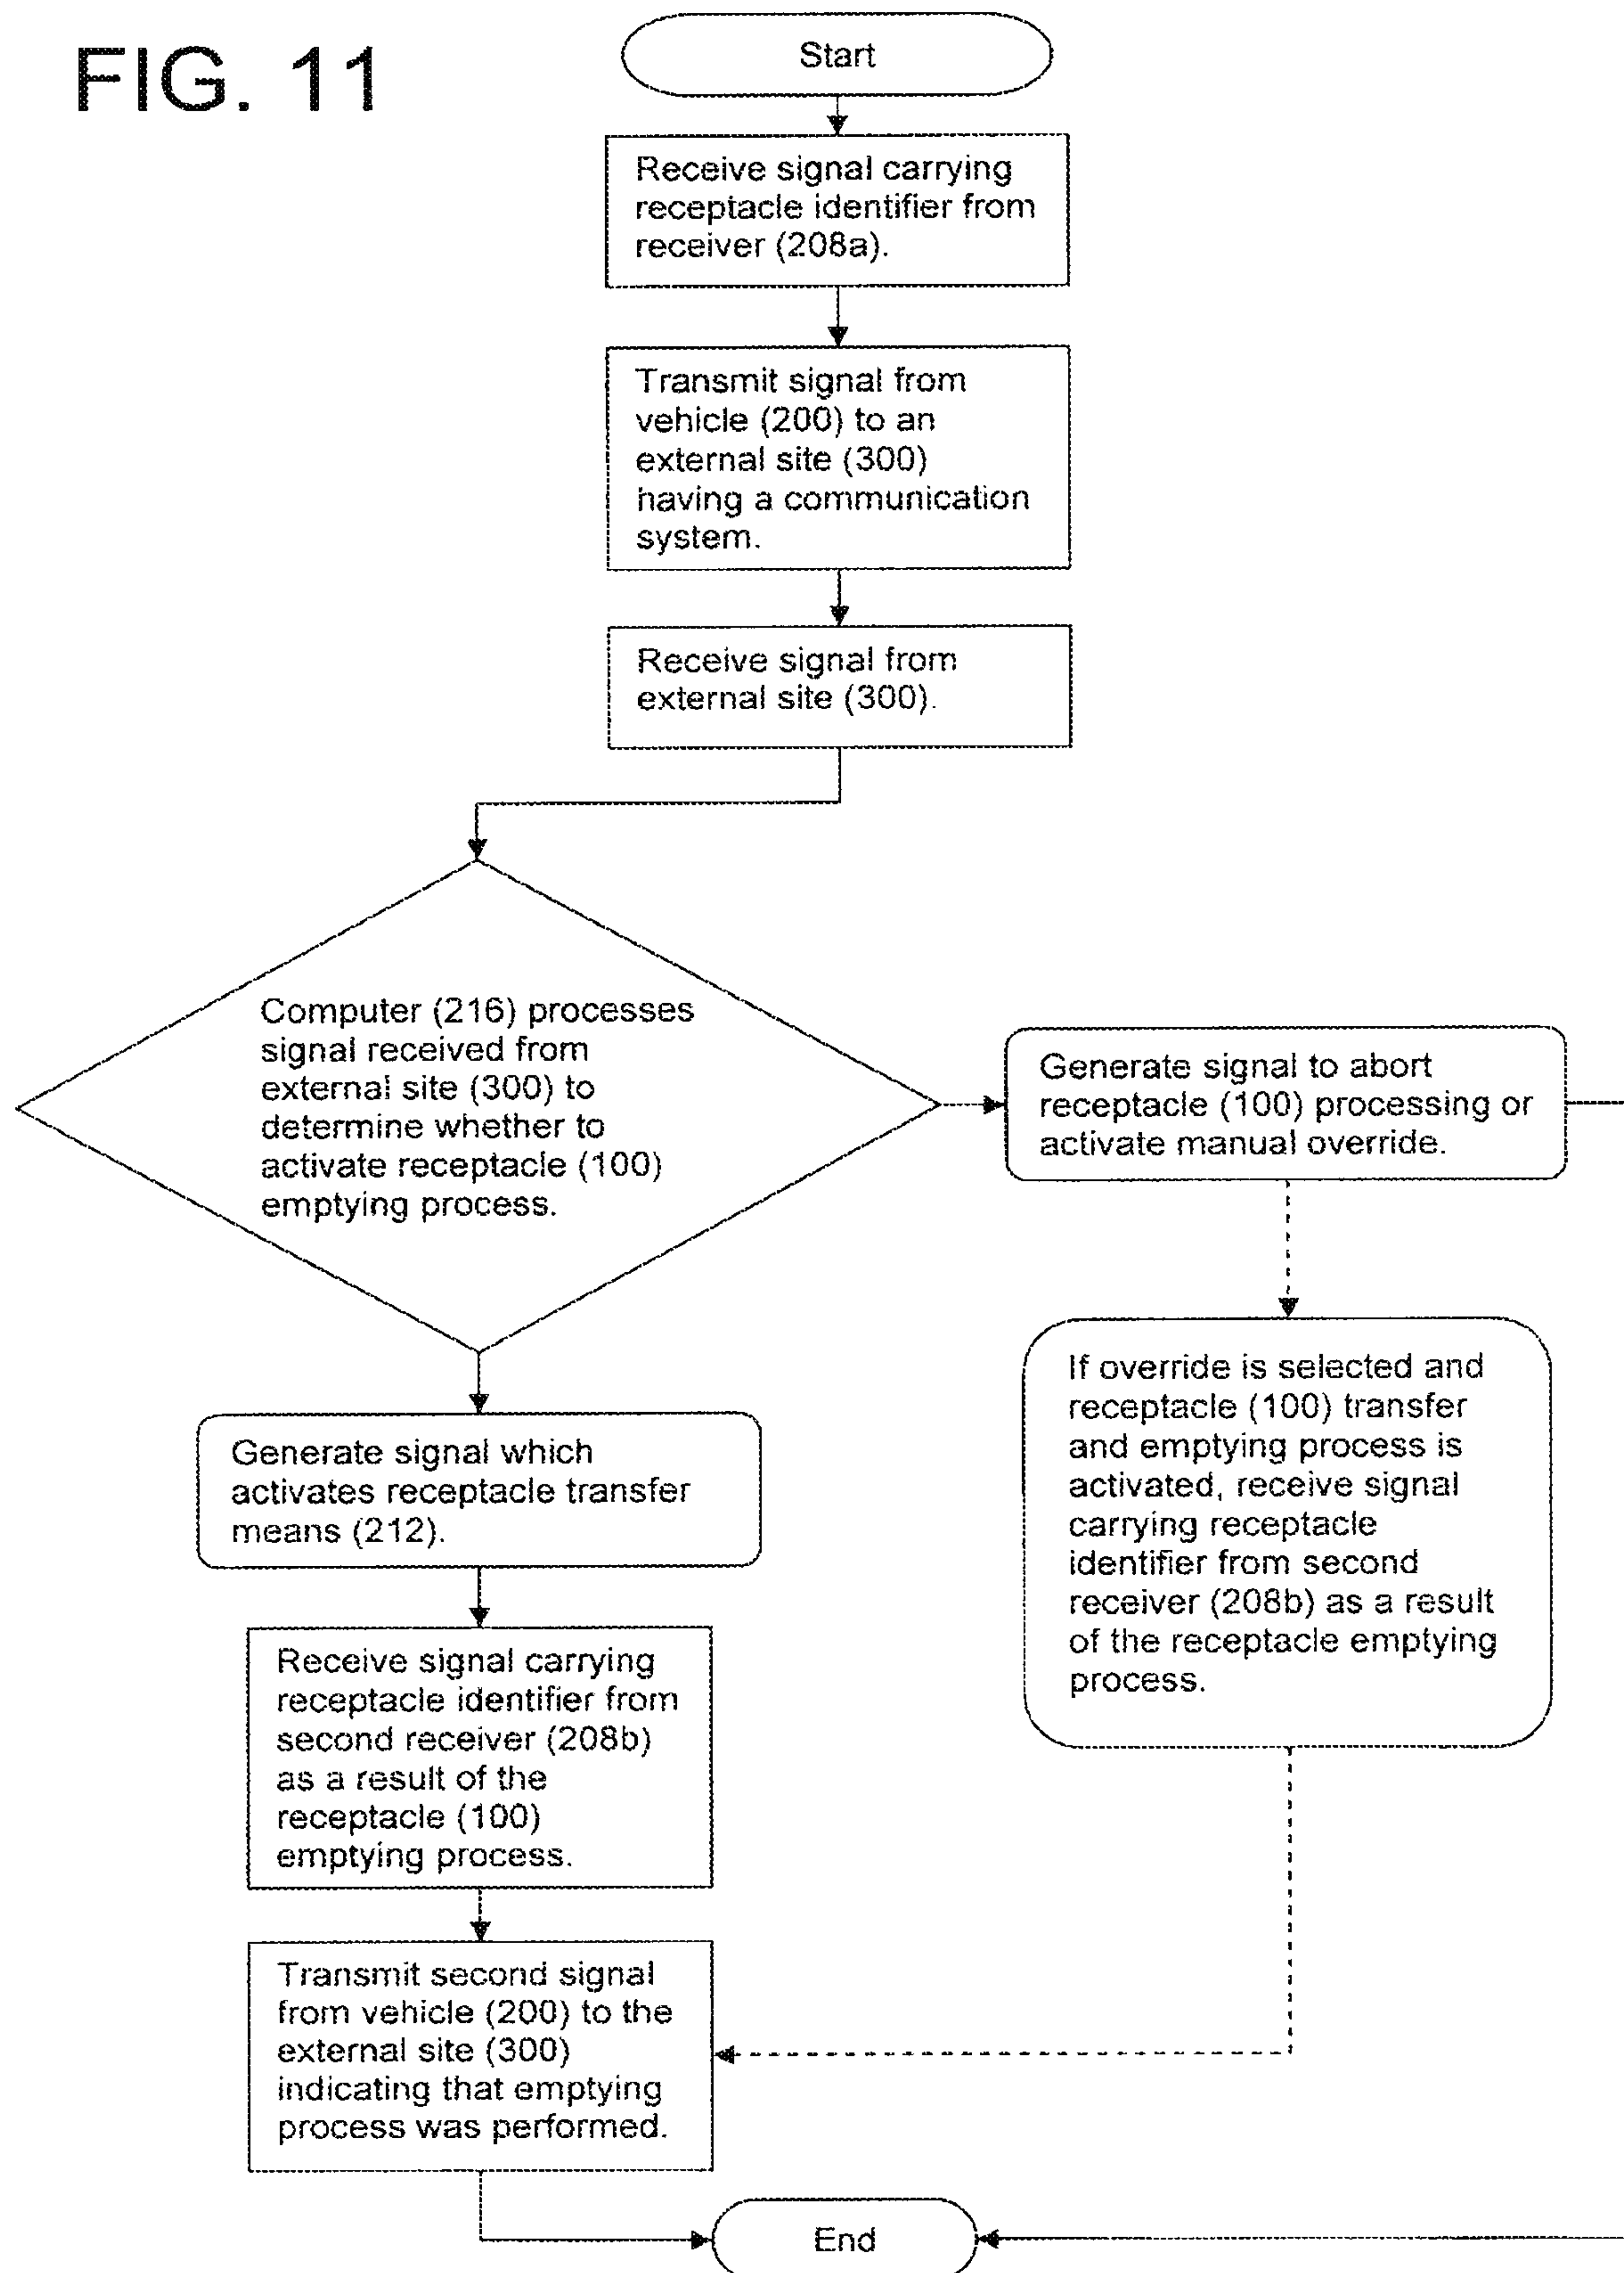 FIG. 11
Start
Receive signal carrying
receptacle identifier from
receiver (208a).
Transmit signal from
vehicle (200) to an
external site (300)
having a communication
system.
Receive signal from
external site (300).
Computer (216) processes
signal received from
external site (300) to
determine whether to
activate receptacle (100)
emptying process.
Generate signal to abort
receptacle (100) processing or
activate manual override.
If override is selected and
receptacle (100) transfer
and emptying process is
activated, receive signal
carrying receptacle
identifier from second
receiver (208b) as a result
of the receptacle emptying
process.
Generate signal which
activates receptacle transfer
means (212).
Receive signal carrying
receptacle identifier from
second receiver (208b)
as a result of the
receptacle (100)
emptying process.
Transmit second signal
from vehicle (200) to the
external site (300)
indicating that emptying
process was performed.
End